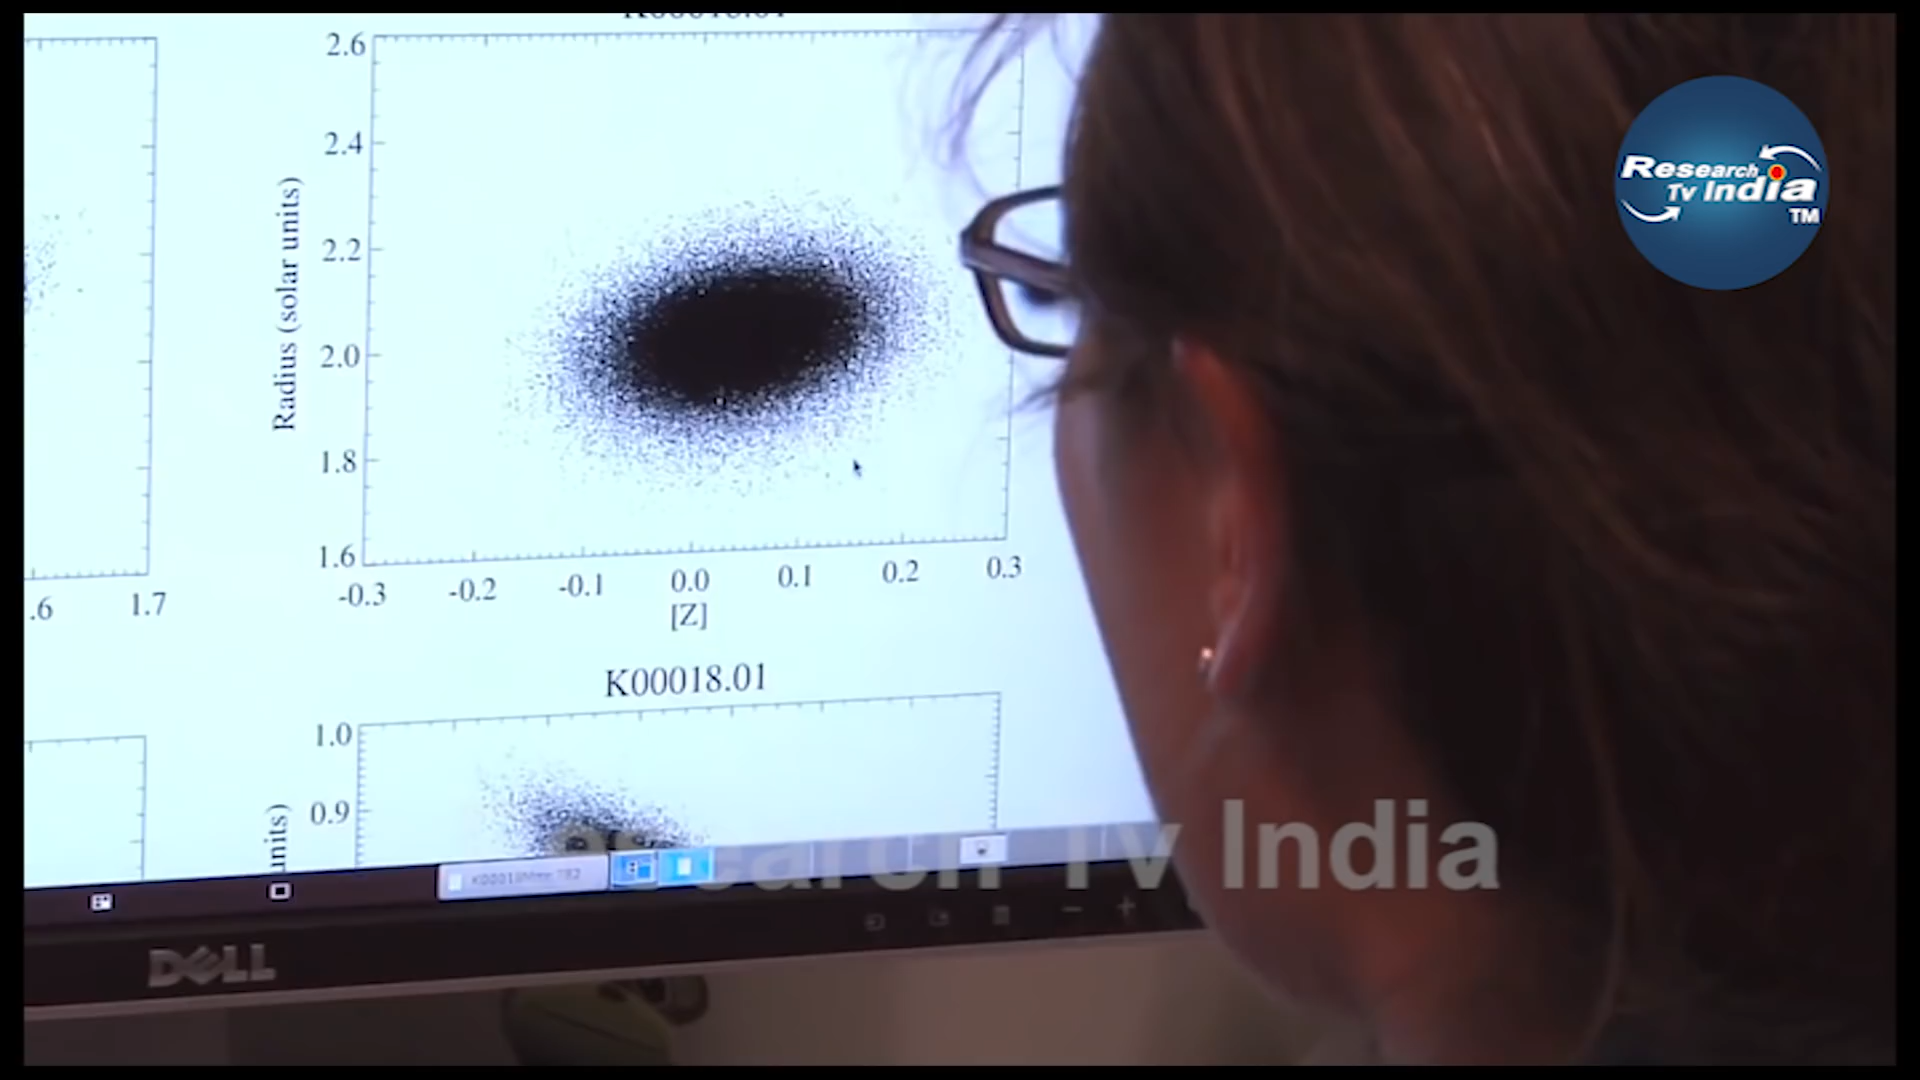 2.6
2.4
2.2
2.0
1.8
1.6
Radius (solar units)
-0.3 -0.2 -0.1 0.0 0.1 0.2 0.3
[Z]
.6 1.7
K00018.01
1.0
0.9
units)
DELL
Research
Tv India
TM
Tv India